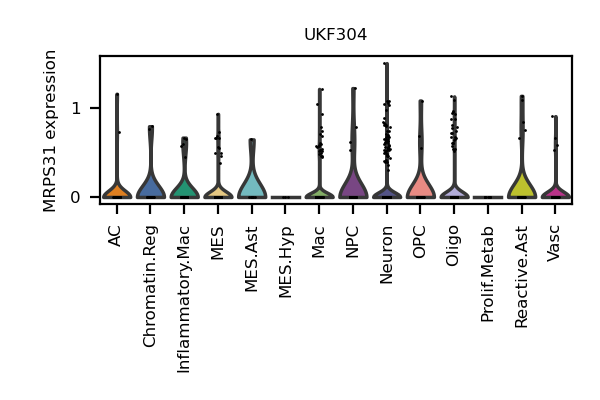 UKF304
MRPS31 expression
1
0
AC
Chromatin.Reg
Inflammatory.Mac
MES
MES.Ast
MES.Hyp
Mac
NPC
Neuron
OPC
Oligo
Prolif.Metab
Reactive.Ast
Vasc